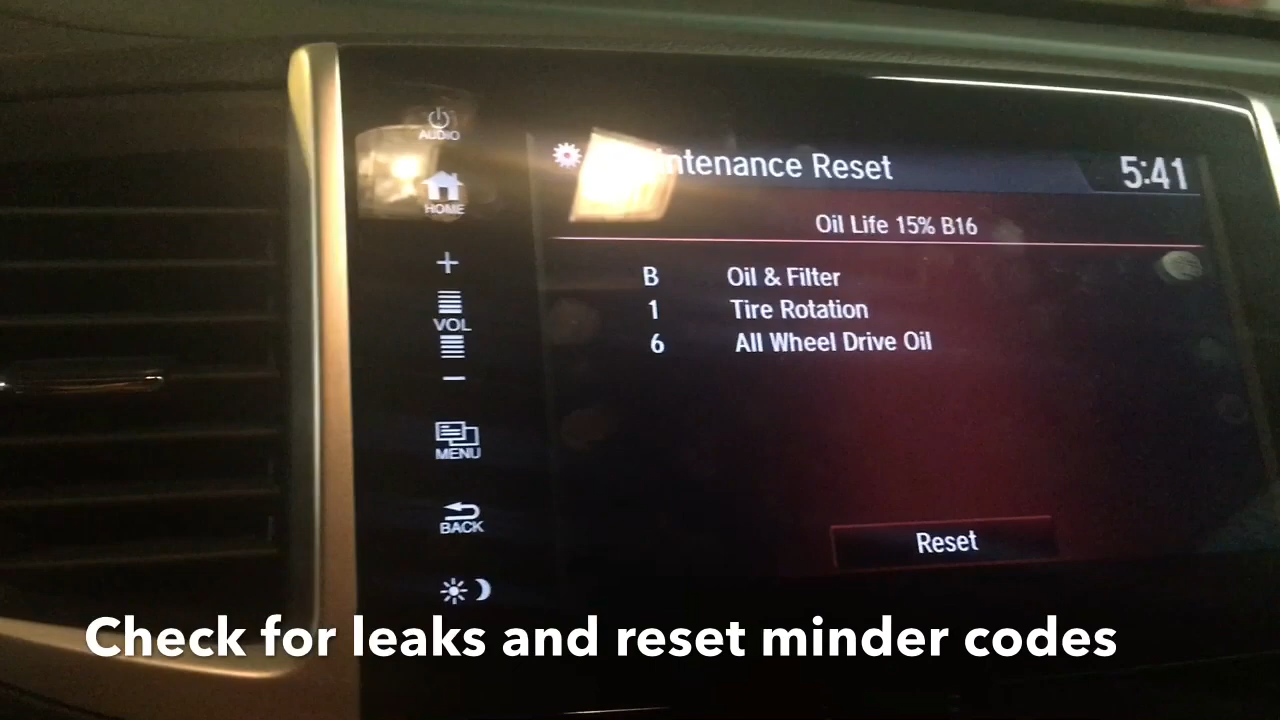 AUDIO
HOME
VOL
MENU
BACK
Maintenance Reset
5:41
Oil Life 15% B16
B Oil & Filter
1 Tire Rotation
6 All Wheel Drive Oil
Reset
Check for leaks and reset minder codes